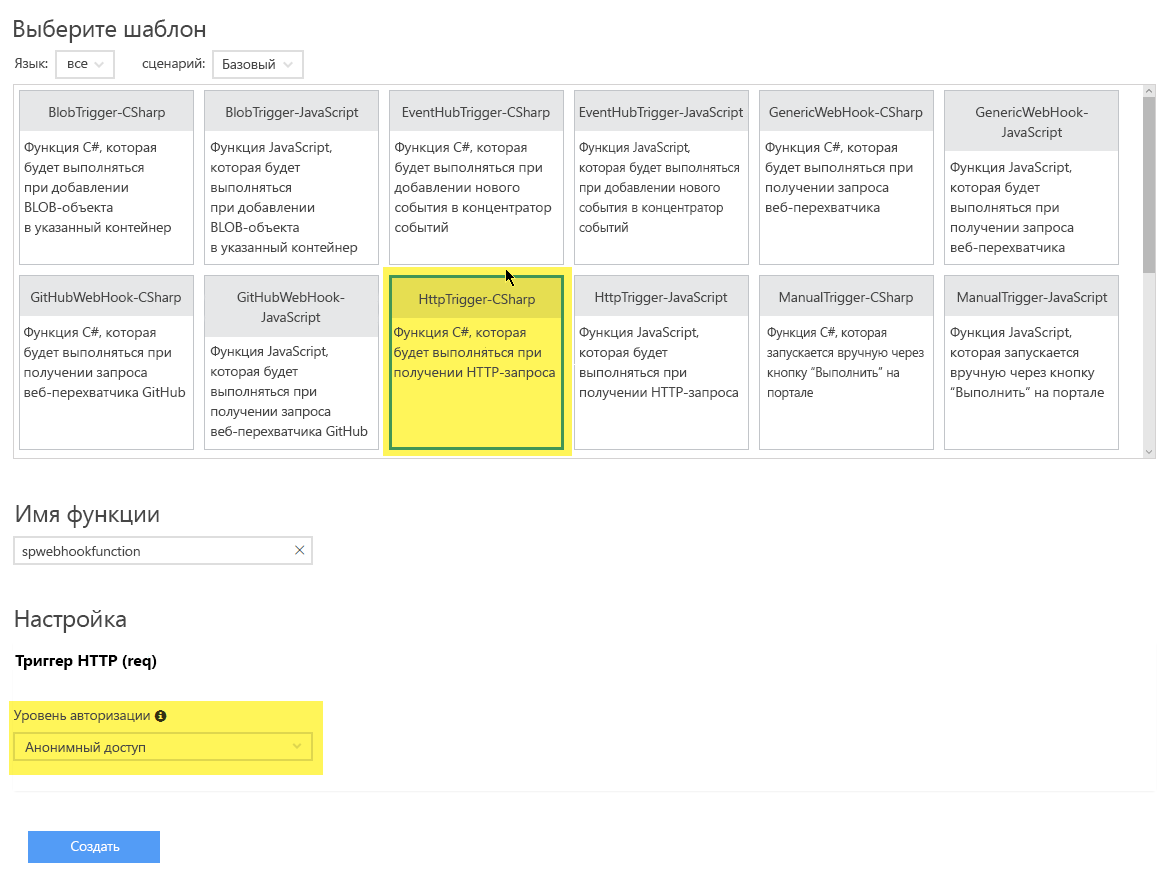 Выберите шаблон
Язык: все сценарий: Базовый
BlobTrigger-CSharp
Функция C#, которая
будет выполняться
при добавлении
BLOB-объекта
в указанный контейнер
BlobTrigger-JavaScript
Функция JavaScript,
которая будет
выполняться
при добавлении
BLOB-объекта
в указанный контейнер
EventHubTrigger-CSharp
Функция C#, которая
будет выполняться при
добавлении нового
события в концентратор
событий
EventHubTrigger-JavaScript
Функция JavaScript,
которая будет выполняться
при добавлении нового
события в концентратор
событий
GenericWebHook-CSharp
Функция C#, которая
будет выполняться при
получении запроса
веб-перехватчика
GenericWebHook-
JavaScript
Функция JavaScript,
которая будет
выполняться при
получении запроса
веб-перехватчика
GitHubWebHook-CSharp
Функция C#, которая
будет выполняться при
получении запроса
веб-перехватчика GitHub
GitHubWebHook-
JavaScript
Функция JavaScript,
которая будет
выполняться при
получении запроса
веб-перехватчика GitHub
HttpTrigger-CSharp
Функция C#, которая
будет выполняться при
получении HTTP-запроса
HttpTrigger-JavaScript
Функция JavaScript,
которая будет
выполняться при
получении HTTP-запроса
ManualTrigger-CSharp
Функция C#, которая
запускается вручную через
кнопку “Выполнить” на
портале
ManualTrigger-JavaScript
Функция JavaScript,
которая запускается
вручную через кнопку
“Выполнить” на портале
Имя функции
spwebhookfunction
Настройка
Триггер HTTP (req)
Уровень авторизации
Анонимный доступ
Создать